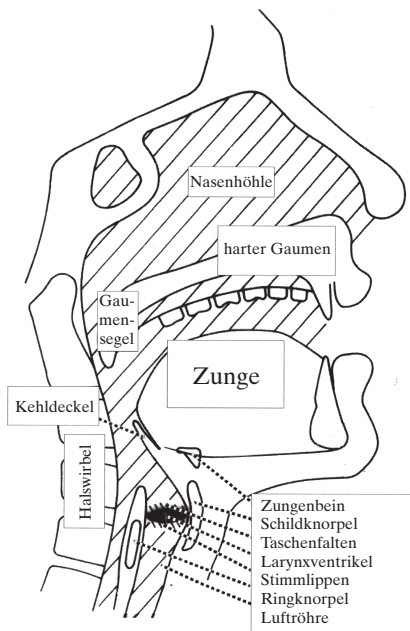 Nasenhöhle
harter Gaumen
Gau-
men-
segel
Zunge
Kehldeckel
Halswirbel
Zungenbein
Schildknorpel
Taschenfalten
Larynxventrikel
Stimmlippen
Ringknorpel
Luftröhre